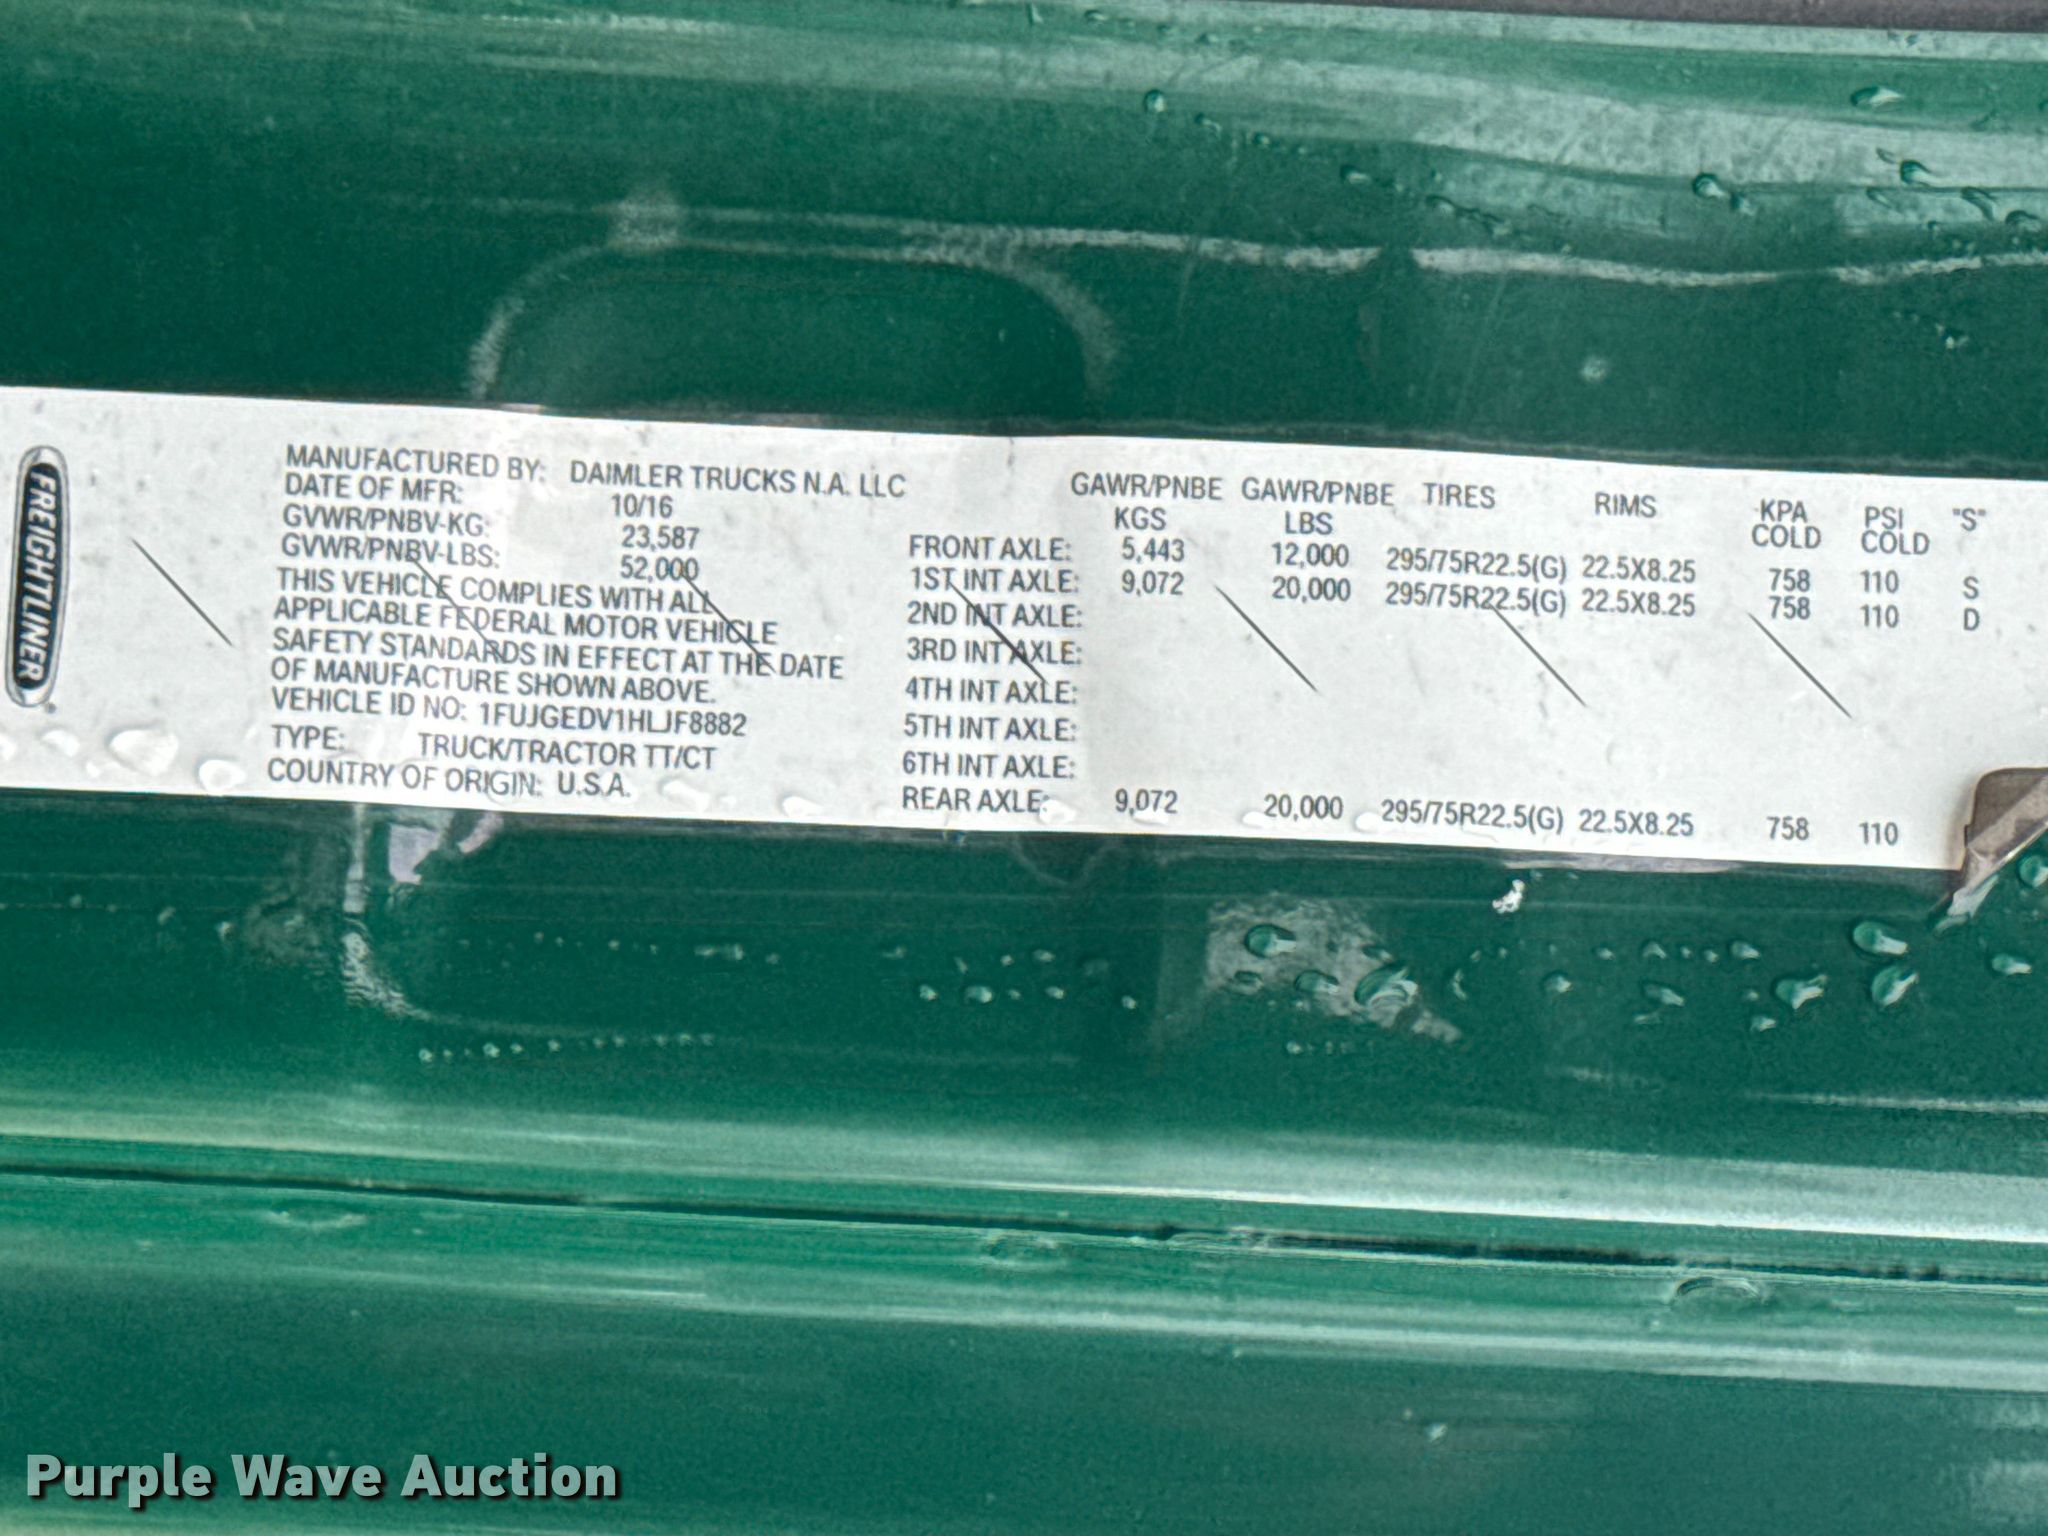 FREIGHTLINER
MANUFACTURED BY: DAIMLER TRUCKS N.A. LLC
DATE OF MFR: 10/16
GVWR/PNBV-KG: 23,587
GVWR/PNBV-LBS: 52,000
THIS VEHICLE COMPLIES WITH ALL
APPLICABLE FEDERAL MOTOR VEHICLE
SAFETY STANDARDS IN EFFECT AT THE DATE
OF MANUFACTURE SHOWN ABOVE.
VEHICLE ID NO: 1FUJGEDV1HLJF8882
TYPE: TRUCK/TRACTOR TT/CT
COUNTRY OF ORIGIN: U.S.A.
GAWR/PNBE GAWR/PNBE TIRES RIMS KPA PSI "S"
KGS LBS COLD COLD
FRONT AXLE: 5,443 12,000 295/75R22.5(G) 22.5X8.25 758 110 S
1ST INT AXLE: 9,072 20,000 295/75R22.5(G) 22.5X8.25 758 110 D
2ND INT AXLE:
3RD INT AXLE:
4TH INT AXLE:
5TH INT AXLE:
6TH INT AXLE:
REAR AXLE: 9,072 20,000 295/75R22.5(G) 22.5X8.25 758 110
Purple Wave Auction